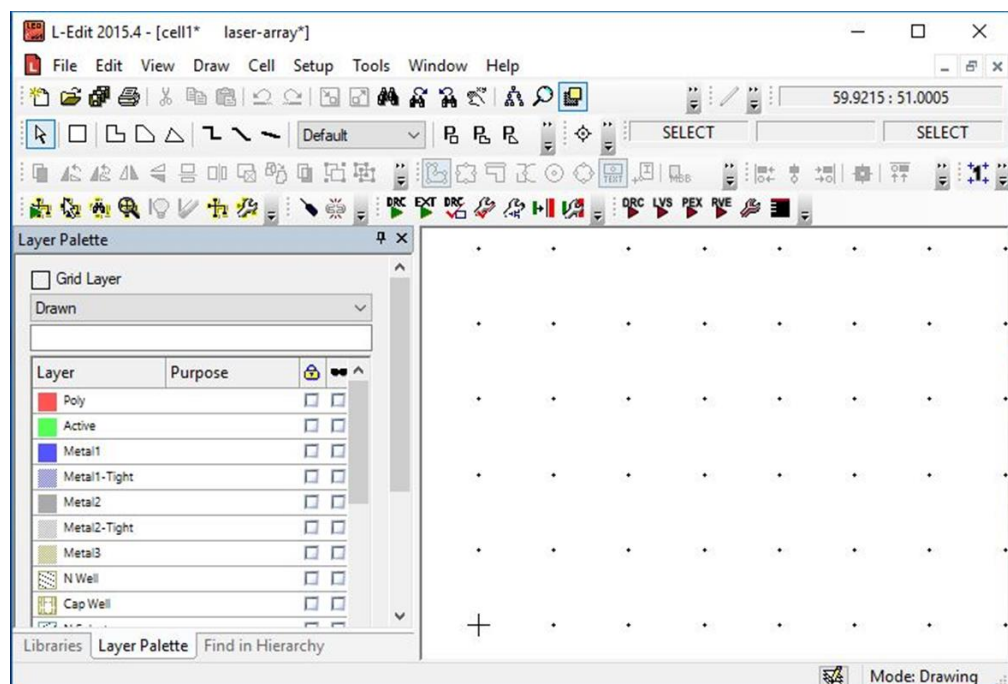 L-Edit 2015.4 - [cell1* laser-array*]
File Edit View Draw Cell Setup Tools Window Help
59.9215 : 51.0005
Default SELECT SELECT
TEXT MBB
DRC EXT DRC DRC LVS PEX RVE
Layer Palette
Grid Layer
Drawn
Layer Purpose
Poly
Active
Metal1
Metal1-Tight
Metal2
Metal2-Tight
Metal3
N Well
Cap Well
Libraries Layer Palette Find in Hierarchy
Mode: Drawing